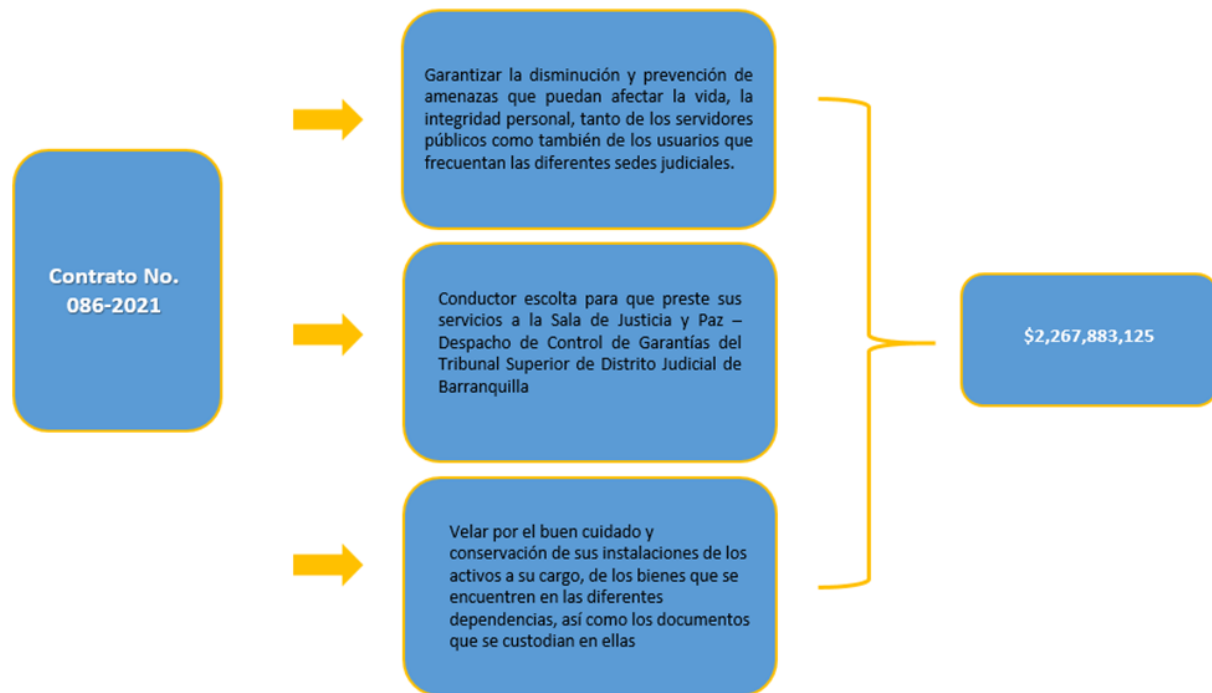 Garantizar la disminución y prevención de
amenazas que puedan afectar la vida, la
integridad personal, tanto de los servidores
públicos como también de los usuarios que
frecuentan las diferentes sedes judiciales.
Contrato No.
086-2021
Conductor escolta para que preste sus
servicios a la Sala de Justicia y Paz –
Despacho de Control de Garantías del
Tribunal Superior de Distrito Judicial de
Barranquilla
$2,267,883,125
Velar por el buen cuidado y
conservación de sus instalaciones de los
activos a su cargo, de los bienes que se
encuentren en las diferentes
dependencias, así como los documentos
que se custodian en ellas